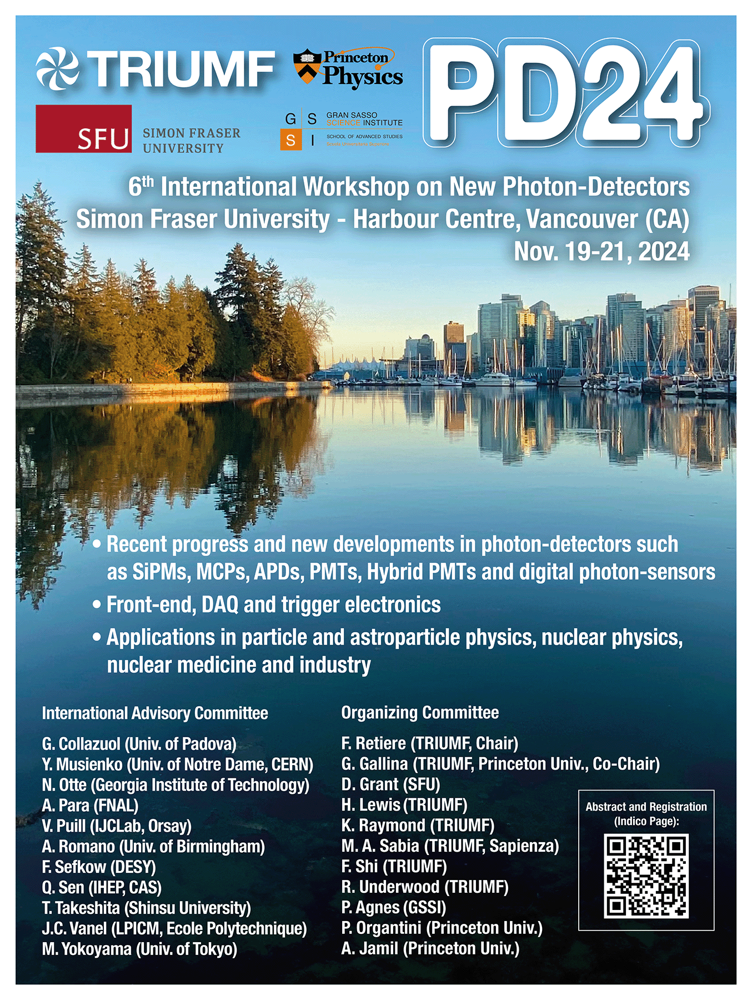 TRIUMF
Princeton
Physics
PD24
SFU
SIMON FRASER
UNIVERSITY
G S
S I
GRAN SASSO
SCIENCE INSTITUTE
SCHOOL OF ADVANCED STUDIES
Scuola Universitaria Superiore
6th International Workshop on New Photon-Detectors
Simon Fraser University - Harbour Centre, Vancouver (CA)
Nov. 19-21, 2024
• Recent progress and new developments in photon-detectors such
as SiPMs, MCPs, APDs, PMTs, Hybrid PMTs and digital photon-sensors
• Front-end, DAQ and trigger electronics
• Applications in particle and astroparticle physics, nuclear physics,
nuclear medicine and industry
International Advisory Committee
G. Collazuol (Univ. of Padova)
Y. Musienko (Univ. of Notre Dame, CERN)
N. Otte (Georgia Institute of Technology)
A. Para (FNAL)
V. Puill (IJCLab, Orsay)
A. Romano (Univ. of Birmingham)
F. Sefkow (DESY)
Q. Sen (IHEP, CAS)
T. Takeshita (Shinsu University)
J.C. Vanel (LPICM, Ecole Polytechnique)
M. Yokoyama (Univ. of Tokyo)
Organizing Committee
F. Retiere (TRIUMF, Chair)
G. Gallina (TRIUMF, Princeton Univ., Co-Chair)
D. Grant (SFU)
H. Lewis (TRIUMF)
K. Raymond (TRIUMF)
M. A. Sabia (TRIUMF, Sapienza)
F. Shi (TRIUMF)
R. Underwood (TRIUMF)
P. Agnes (GSSI)
P. Organtini (Princeton Univ.)
A. Jamil (Princeton Univ.)
Abstract and Registration
(Indico Page):